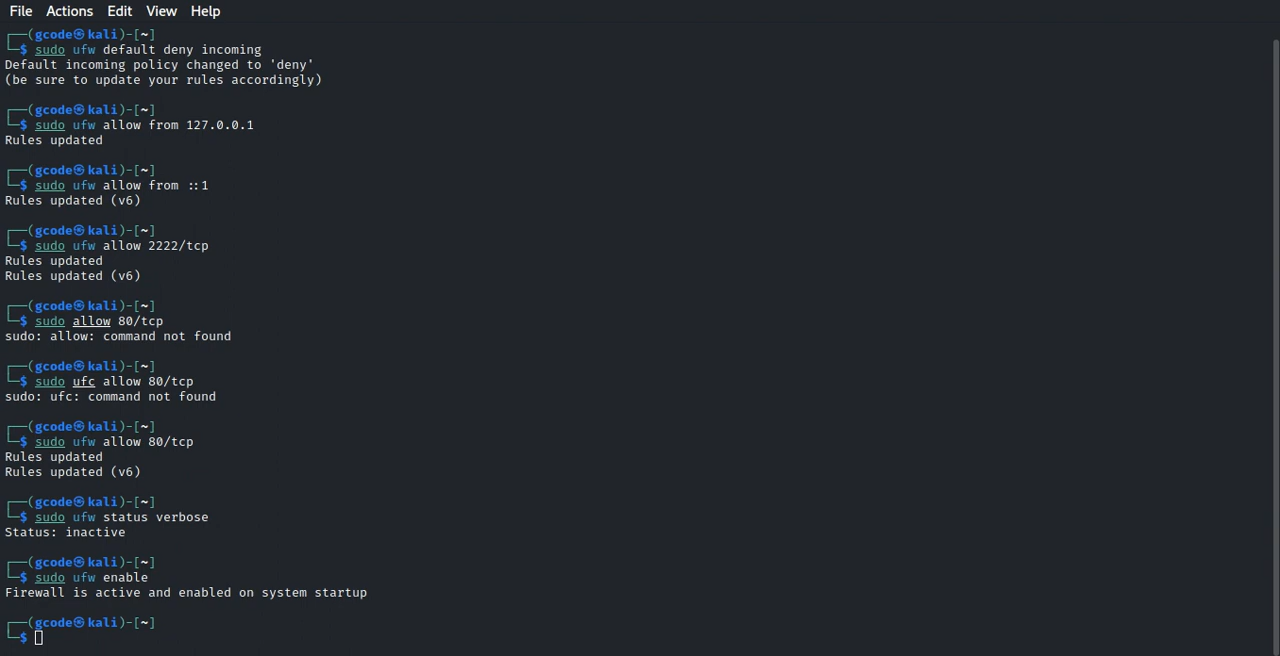 File Actions Edit View Help
┌──(gcode㉿kali)-[~]
└─$ sudo ufw default deny incoming
Default incoming policy changed to 'deny'
(be sure to update your rules accordingly)
┌──(gcode㉿kali)-[~]
└─$ sudo ufw allow from 127.0.0.1
Rules updated
┌──(gcode㉿kali)-[~]
└─$ sudo ufw allow from ::1
Rules updated (v6)
┌──(gcode㉿kali)-[~]
└─$ sudo ufw allow 2222/tcp
Rules updated
Rules updated (v6)
┌──(gcode㉿kali)-[~]
└─$ sudo allow 80/tcp
sudo: allow: command not found
┌──(gcode㉿kali)-[~]
└─$ sudo ufc allow 80/tcp
sudo: ufc: command not found
┌──(gcode㉿kali)-[~]
└─$ sudo ufw allow 80/tcp
Rules updated
Rules updated (v6)
┌──(gcode㉿kali)-[~]
└─$ sudo ufw status verbose
Status: inactive
┌──(gcode㉿kali)-[~]
└─$ sudo ufw enable
Firewall is active and enabled on system startup
┌──(gcode㉿kali)-[~]
└─$